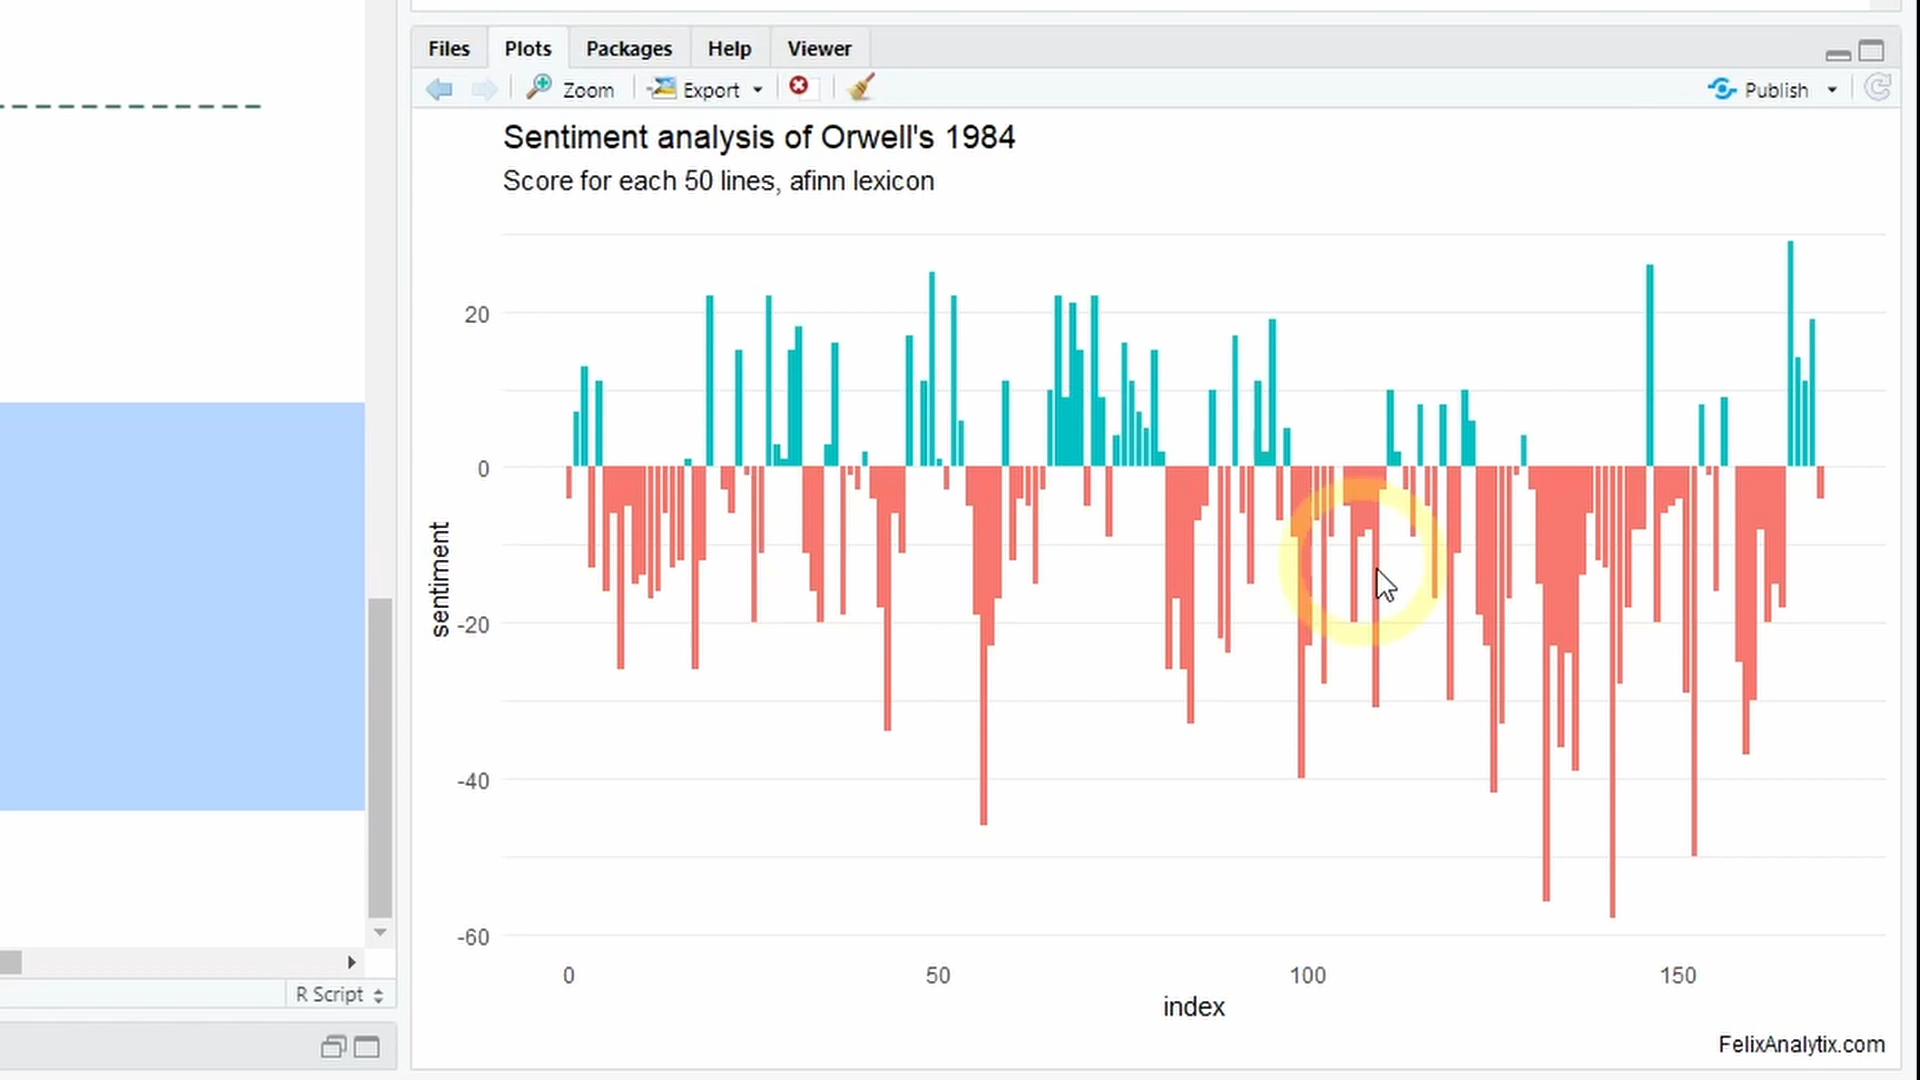 Files Plots Packages Help Viewer
Zoom Export Publish
Sentiment analysis of Orwell's 1984
Score for each 50 lines, afinn lexicon
20
0
-20
-40
-60
sentiment
0 50 100 150
index
FelixAnalytix.com
R Script